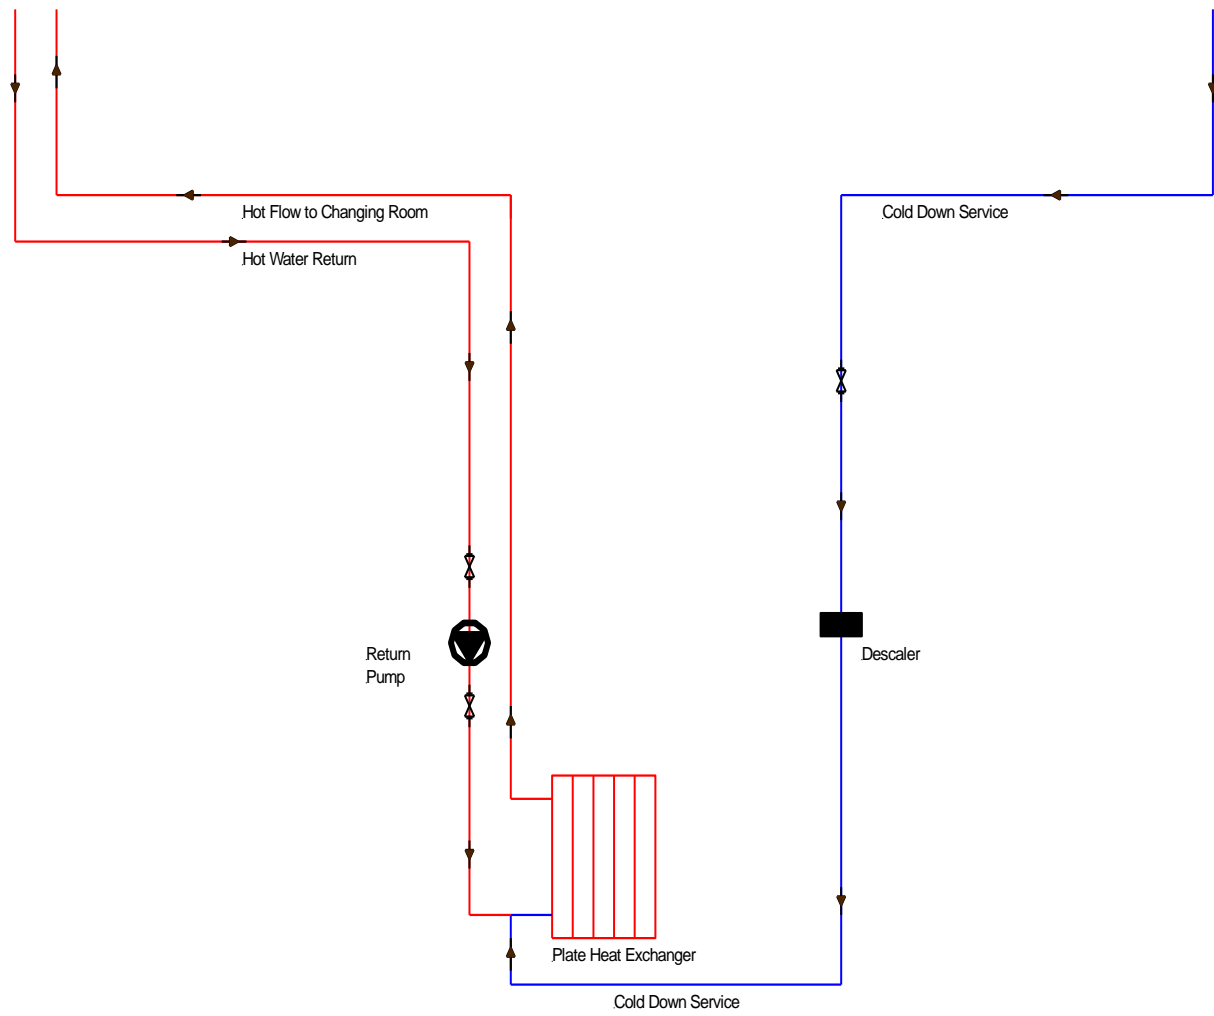 Hot Flow to Changing Room
Cold Down Service
Hot Water Return
Return
Pump
Descaler
Plate Heat Exchanger
Cold Down Service